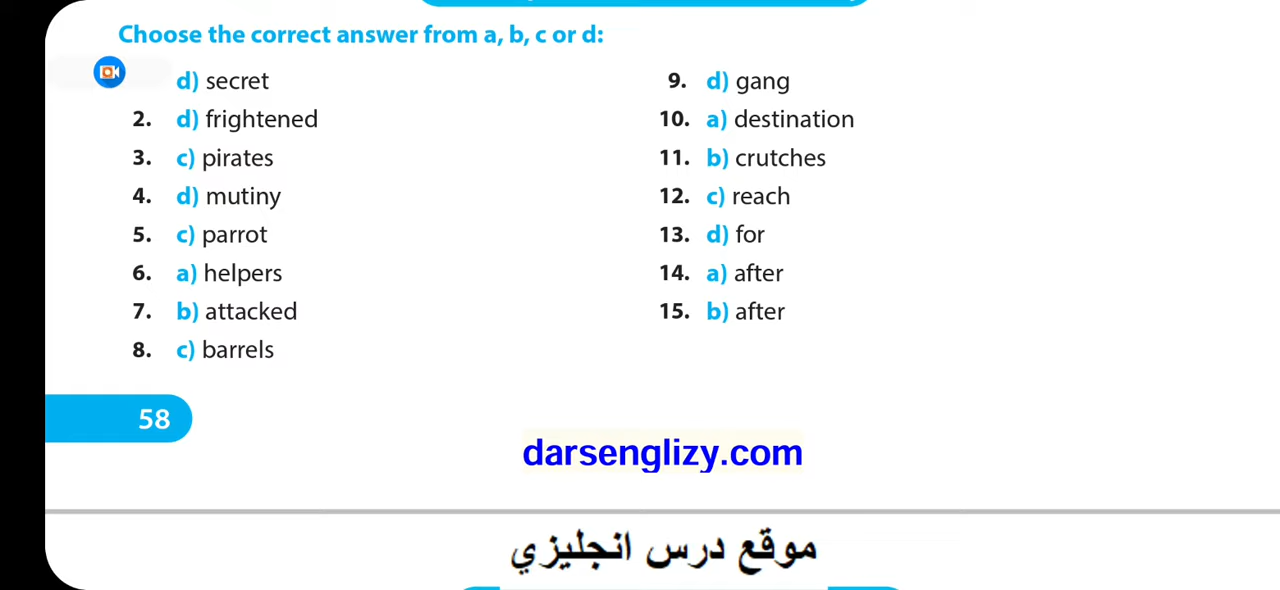 Choose the correct answer from a, b, c or d:
d) secret
2. d) frightened
3. c) pirates
4. d) mutiny
5. c) parrot
6. a) helpers
7. b) attacked
8. c) barrels
9. d) gang
10. a) destination
11. b) crutches
12. c) reach
13. d) for
14. a) after
15. b) after
58
darsenglizy.com
موقع درس انجليزي